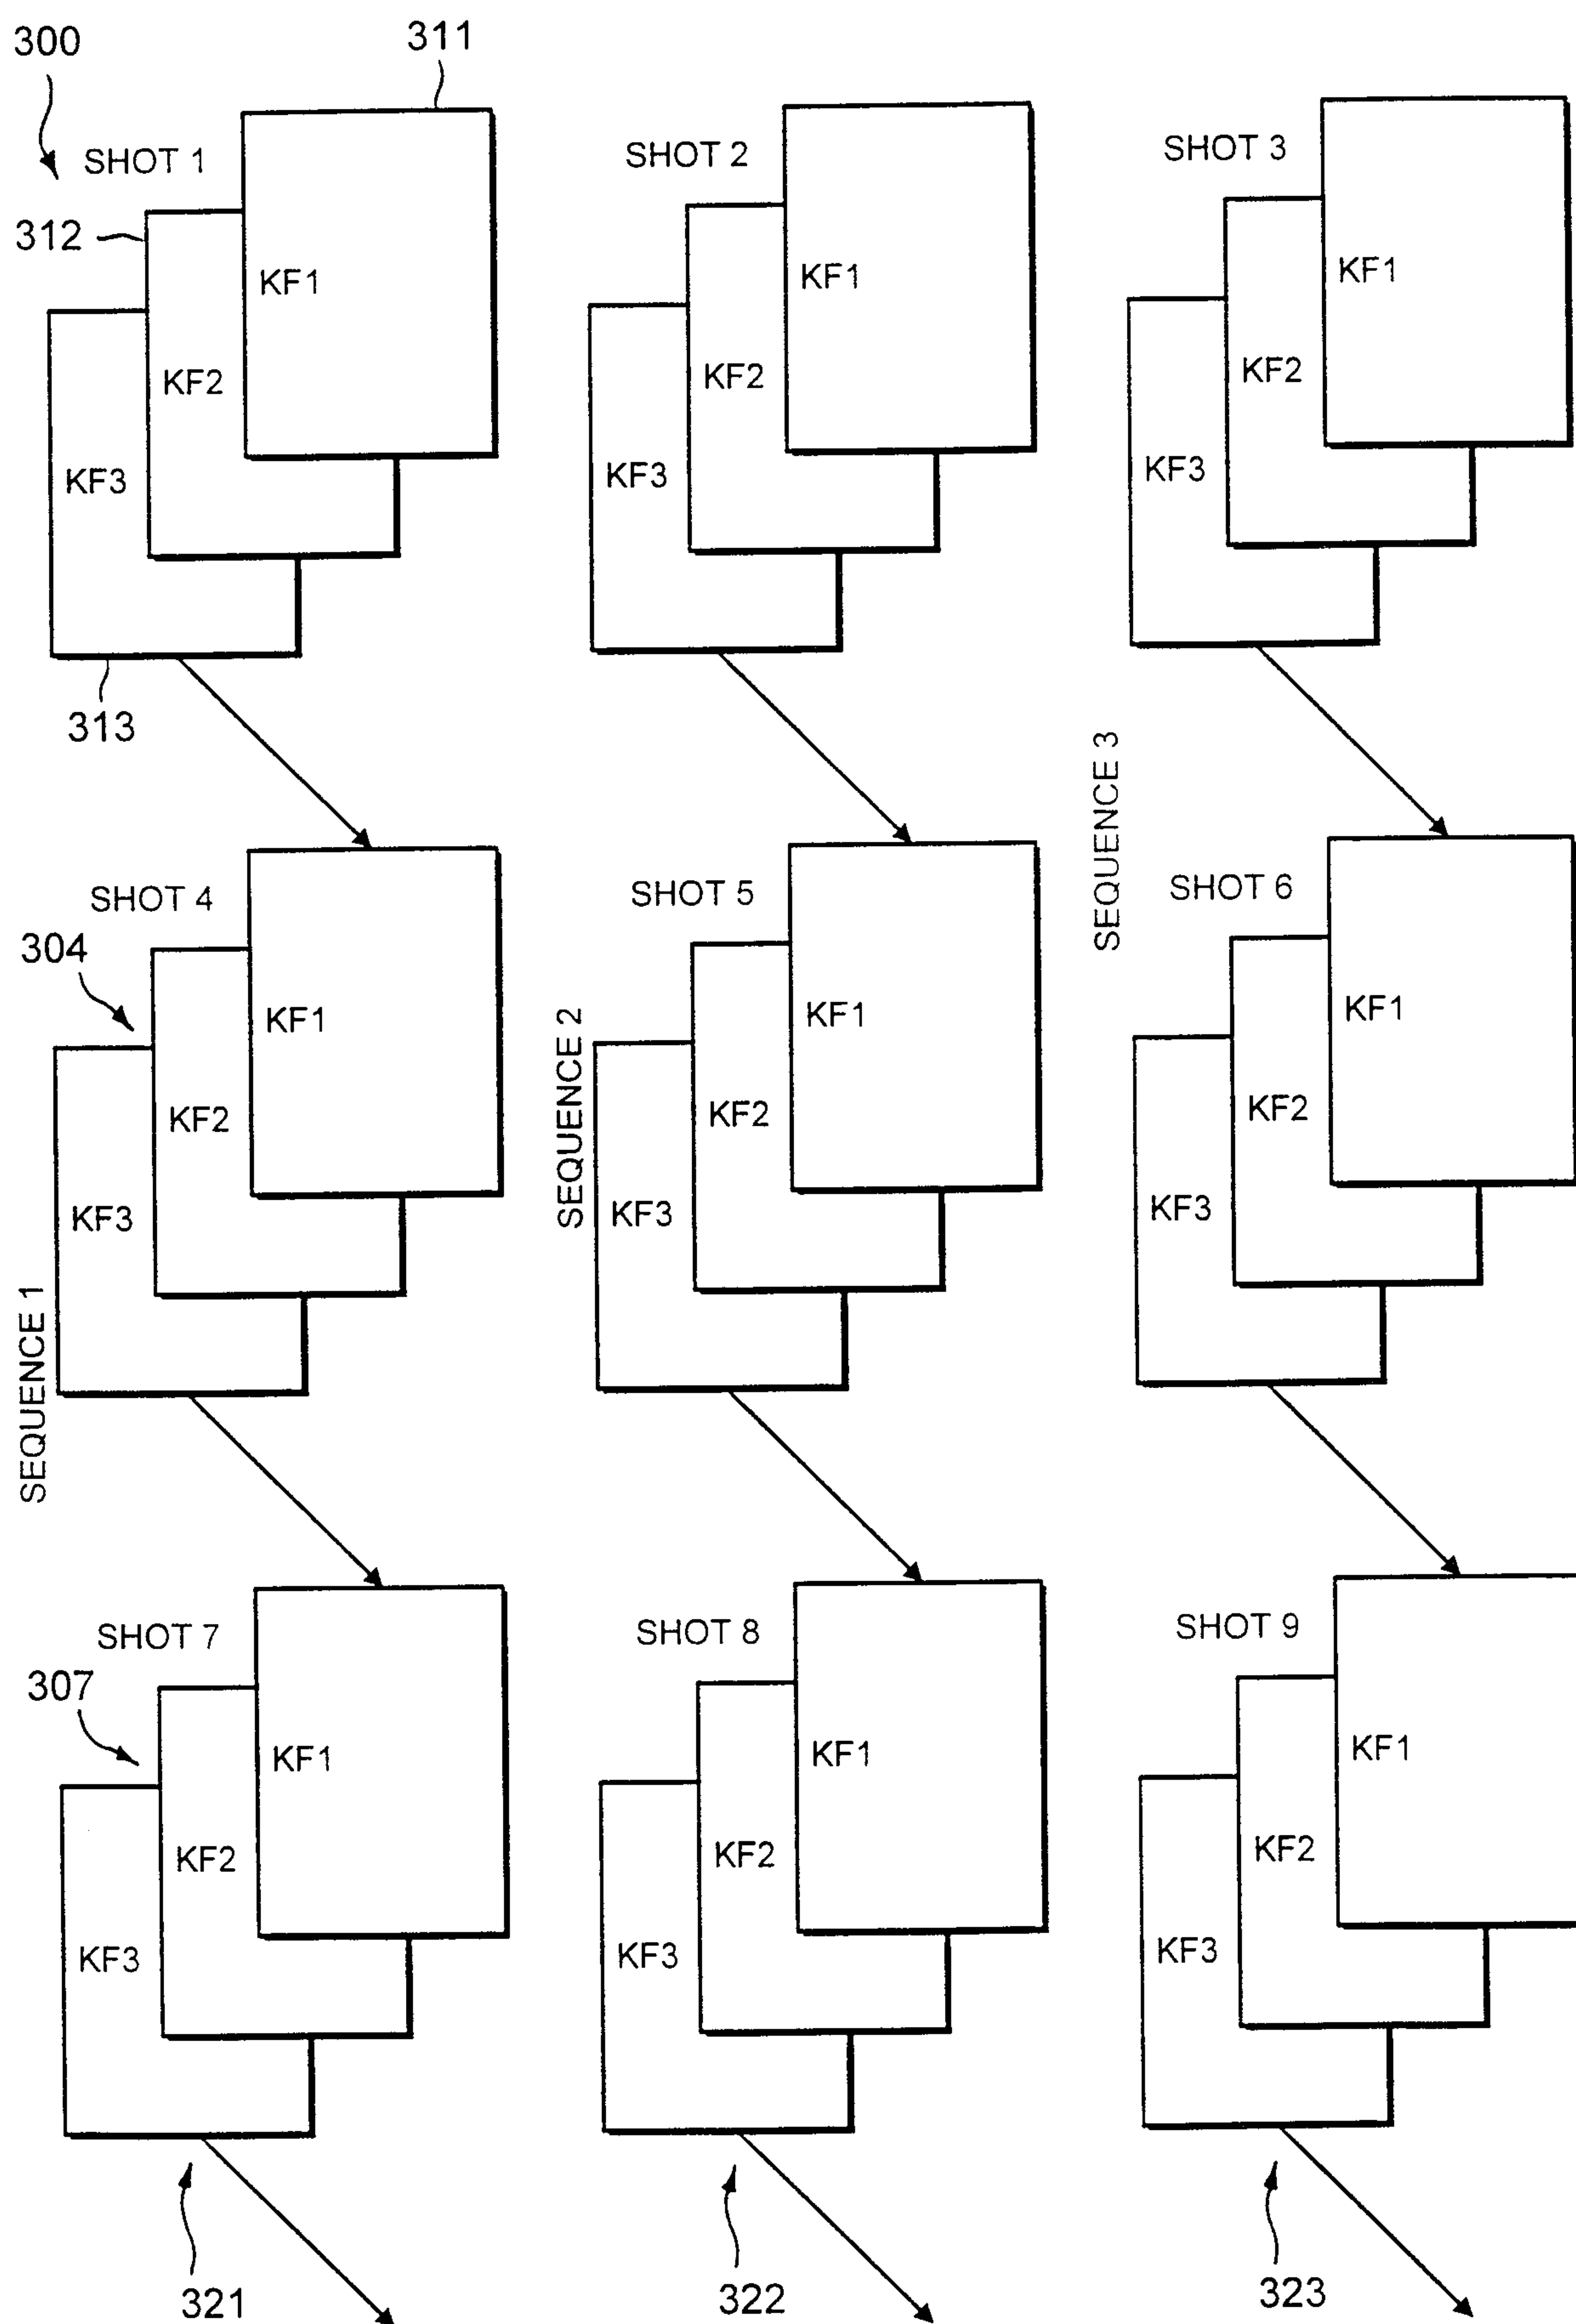 300
311
SHOT 1
SHOT 2
SHOT 3
312
KF1
KF1
KF1
KF2
KF2
KF2
KF3
KF3
KF3
313
SEQUENCE 3
SHOT 4
SHOT 5
SHOT 6
304
KF1
KF1
KF1
SEQUENCE 2
KF2
KF2
KF2
KF3
KF3
KF3
SEQUENCE 1
SHOT 7
SHOT 8
SHOT 9
307
KF1
KF1
KF1
KF2
KF2
KF2
KF3
KF3
KF3
321
322
323